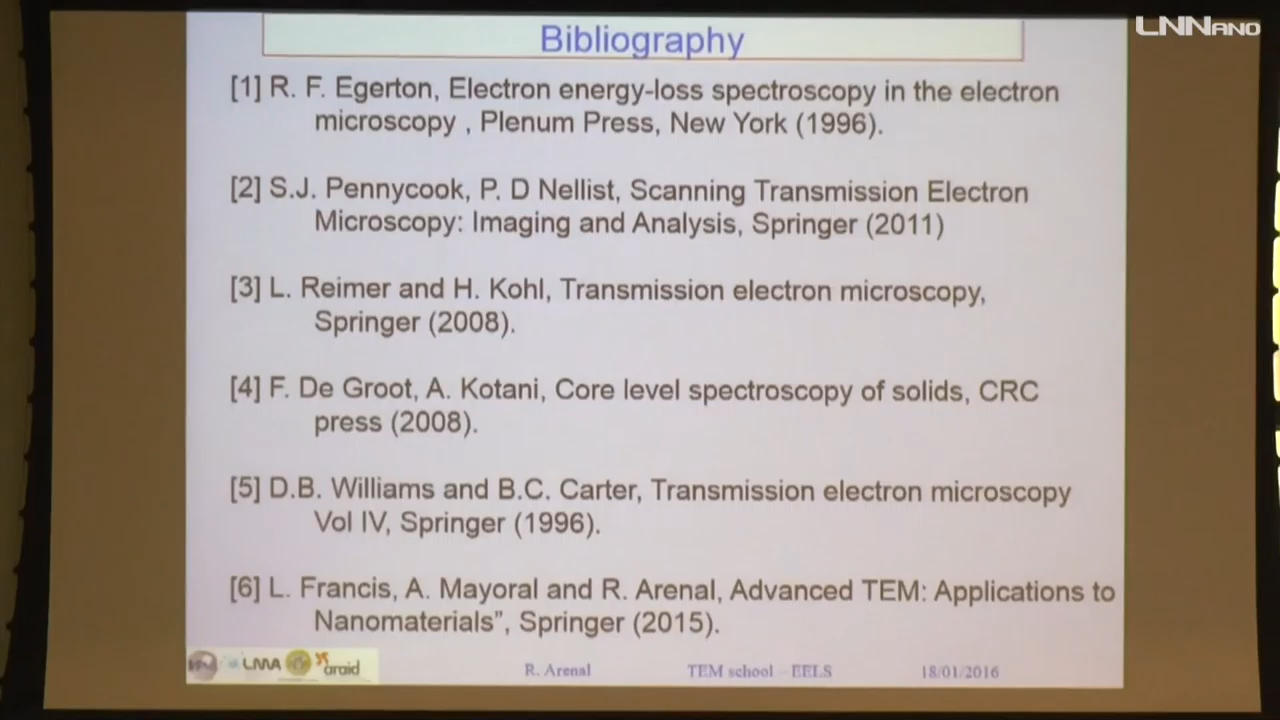 LNNANO
Bibliography
[1] R. F. Egerton, Electron energy-loss spectroscopy in the electron
microscopy , Plenum Press, New York (1996).
[2] S.J. Pennycook, P. D Nellist, Scanning Transmission Electron
Microscopy: Imaging and Analysis, Springer (2011)
[3] L. Reimer and H. Kohl, Transmission electron microscopy,
Springer (2008).
[4] F. De Groot, A. Kotani, Core level spectroscopy of solids, CRC
press (2008).
[5] D.B. Williams and B.C. Carter, Transmission electron microscopy
Vol IV, Springer (1996).
[6] L. Francis, A. Mayoral and R. Arenal, Advanced TEM: Applications to
Nanomaterials”, Springer (2015).
LMA araid R. Arenal TEM school – EELS 18/01/2016